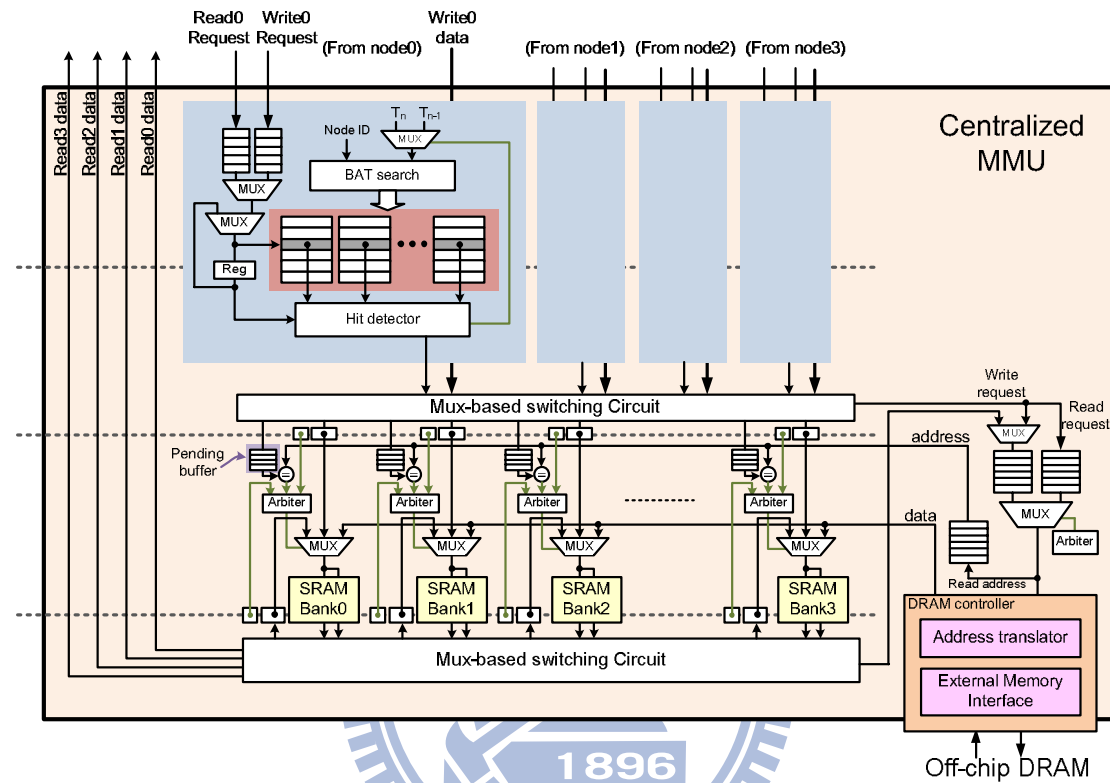 Read0 Request
Write0 Request
(From node0)
Write0 data
(From node1)
(From node2)
(From node3)
Read3 data
Read2 data
Read1 data
Read0 data
Centralized
MMU
Node ID
Tn
Tn-1
MUX
BAT search
MUX
MUX
Reg
Hit detector
Mux-based switching Circuit
Write
request
Read
request
Pending
buffer
address
MUX
Arbiter
Arbiter
Arbiter
Arbiter
MUX
Arbiter
data
MUX
MUX
MUX
MUX
Read address
SRAM
Bank0
SRAM
Bank1
SRAM
Bank2
SRAM
Bank3
DRAM controller
Address translator
External Memory
Interface
Mux-based switching Circuit
1896
Off-chip DRAM